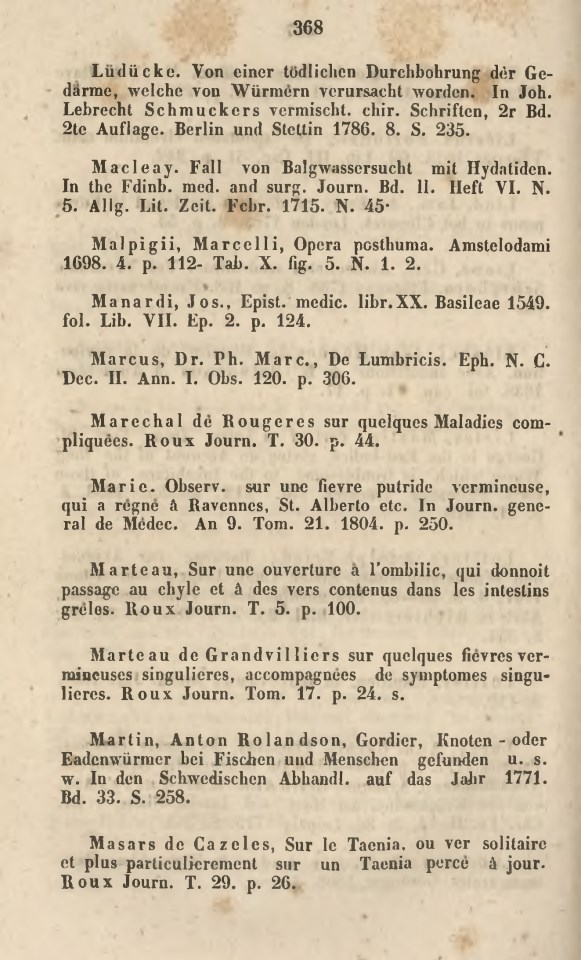 368
Lüdücke. Von einer tödlichen Durchbohrung der Ge-
därme, welche von Würmern verursacht worden. In Joh.
Lebrecht Schmuckers vermischt. chir. Schriften, 2r Bd.
2te Auflage. Berlin und Stettin 1786. 8. S. 235.
Macleay. Fall von Balgwassersucht mit Hydatiden.
In the Fdinb. med. and surg. Journ. Bd. II. Heft VI. N.
5. Allg. Lit. Zeit. Febr. 1715. N. 45·
Malpigii, Marcelli, Opera posthuma. Amstelodami
1698. 4. p. 112- Tab. X. fig. 5. N. 1. 2.
Manardi, Jos., Epist. medic. libr. XX. Basileae 1549.
fol. Lib. VII. Ep. 2. p. 124.
Marcus, Dr. Ph. Marc., De Lumbricis. Eph. N. C.
Dec. II. Ann. I. Obs. 120. p. 306.
Marechal dé Rougeres sur quelques Maladies com-
pliquées. Roux Journ. T. 30. p. 44.
Marie. Observ. sur une fievre putride vermineuse,
qui a régné à Ravennes, St. Alberto etc. In Journ. gene-
ral de Médec. An 9. Tom. 21. 1804. p. 250.
Marteau, Sur une ouverture à l'ombilic, qui donnoit
passage au chyle et à des vers contenus dans les intestins
grêles. Roux Journ. T. 5. p. 100.
Marteau de Grandvilliers sur quelques fiévres ver-
mineuses singulieres, accompagnées de symptomes singu-
lieres. Roux Journ. Tom. 17. p. 24. s.
Martin, Anton Rolandson, Gordier, Knoten - oder
Eadenwürmer bei Fischen und Menschen gefunden u. s.
w. In den Schwedischen Abhandl. auf das Jahr 1771.
Bd. 33. S. 258.
Masars de Cazeles, Sur le Taenia, ou ver solitaire
et plus particulierement sur un Taenia percé à jour.
Roux Journ. T. 29. p. 26.